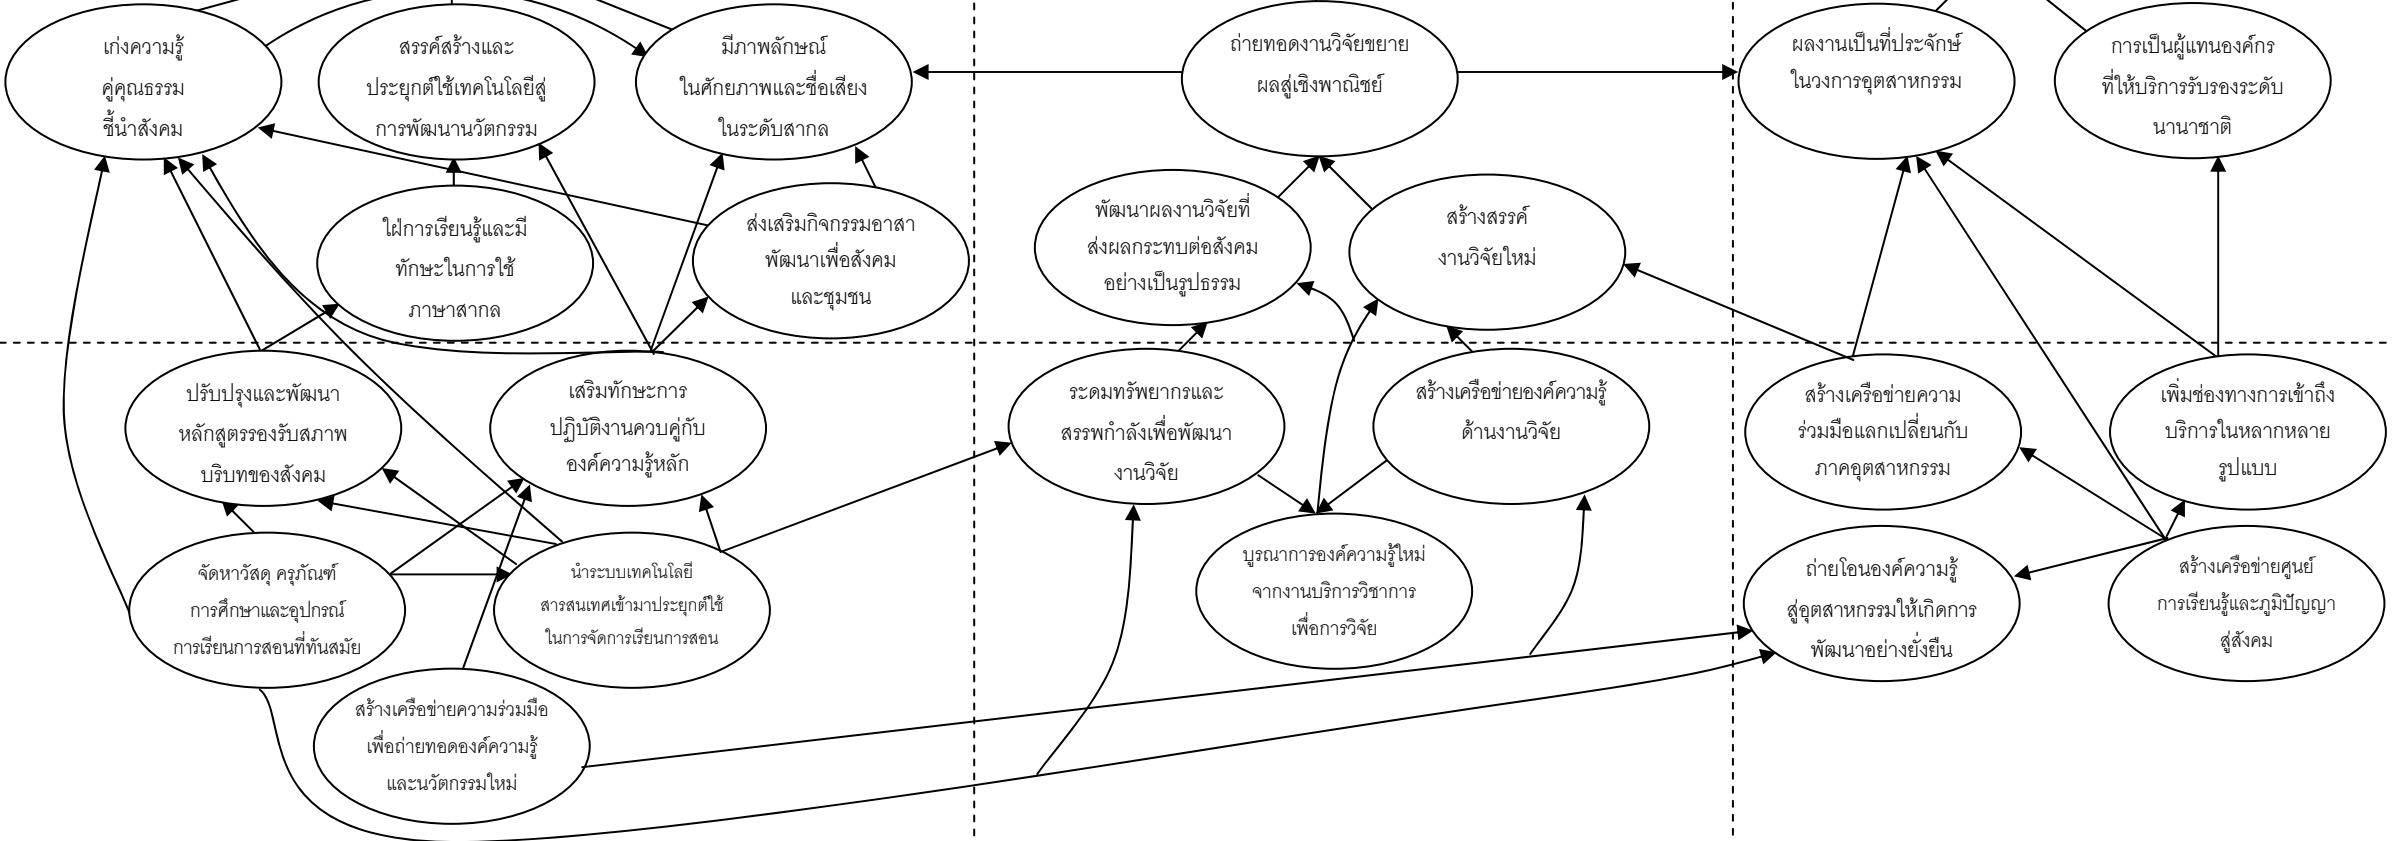 เก่งความรู้
คู่คุณธรรม
ชี้นำสังคม
สรรค์สร้างและ
ประยุกต์ใช้เทคโนโลยีสู่
การพัฒนานวัตกรรม
มีภาพลักษณ์
ในศักยภาพและชื่อเสียง
ในระดับสากล
ถ่ายทอดงานวิจัยขยาย
ผลสู่เชิงพาณิชย์
ผลงานเป็นที่ประจักษ์
ในวงการอุตสาหกรรม
การเป็นผู้แทนองค์กร
ที่ให้บริการรับรองระดับ
นานาชาติ
ใฝ่การเรียนรู้และมี
ทักษะในการใช้
ภาษาสากล
ส่งเสริมกิจกรรมอาสา
พัฒนาเพื่อสังคม
และชุมชน
พัฒนาผลงานวิจัยที่
ส่งผลกระทบต่อสังคม
อย่างเป็นรูปธรรม
สร้างสรรค์
งานวิจัยใหม่
ปรับปรุงและพัฒนา
หลักสูตรรองรับสภาพ
บริบทของสังคม
เสริมทักษะการ
ปฏิบัติงานควบคู่กับ
องค์ความรู้หลัก
ระดมทรัพยากรและ
สรรพกำลังเพื่อพัฒนา
งานวิจัย
สร้างเครือข่ายองค์ความรู้
ด้านงานวิจัย
สร้างเครือข่ายความ
ร่วมมือแลกเปลี่ยนกับ
ภาคอุตสาหกรรม
เพิ่มช่องทางการเข้าถึง
บริการในหลากหลาย
รูปแบบ
จัดหาวัสดุ ครุภัณฑ์
การศึกษาและอุปกรณ์
การเรียนการสอนที่ทันสมัย
นำระบบเทคโนโลยี
สารสนเทศเข้ามาประยุกต์ใช้
ในการจัดการเรียนการสอน
บูรณาการองค์ความรู้ใหม่
จากงานบริการวิชาการ
เพื่อการวิจัย
ถ่ายโอนองค์ความรู้
สู่อุตสาหกรรมให้เกิดการ
พัฒนาอย่างยั่งยืน
สร้างเครือข่ายศูนย์
การเรียนรู้และภูมิปัญญา
สู่สังคม
สร้างเครือข่ายความร่วมมือ
เพื่อถ่ายทอดองค์ความรู้
และนวัตกรรมใหม่